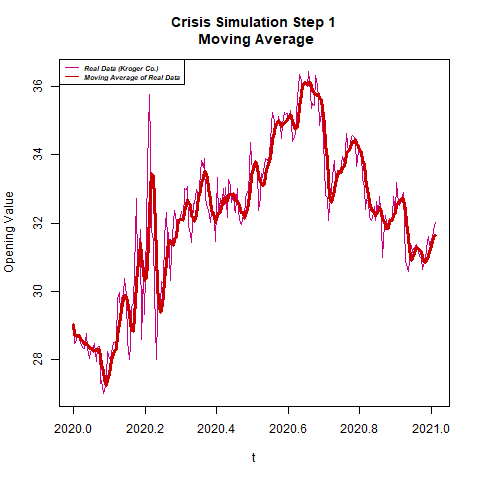 Crisis Simulation Step 1
Moving Average
Real Data (Kroger Co.)
Moving Average of Real Data
Opening Value
36
34
32
30
28
2020.0 2020.2 2020.4 2020.6 2020.8 2021.0
t